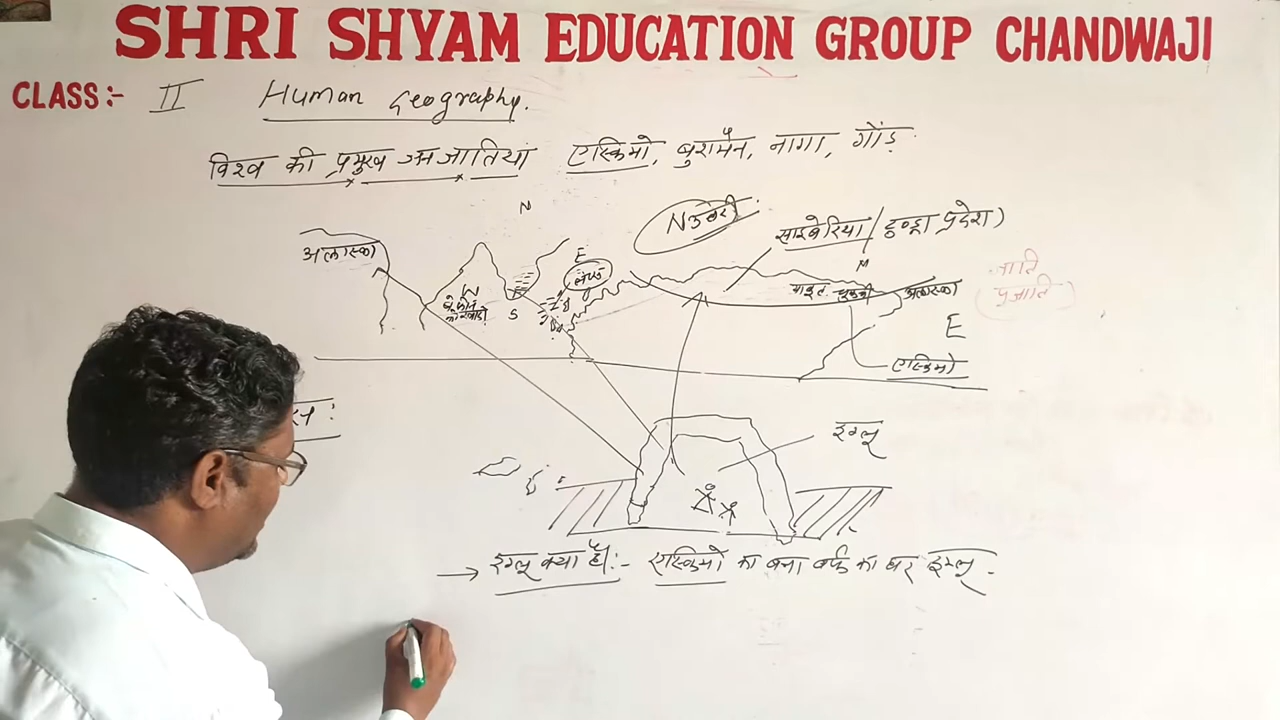 SHRI SHYAM EDUCATION GROUP CHANDWAJI
CLASS:- II Human Geography.
विश्व की प्रमुख जनजातियां एस्किमो, बुशमैन, नागा, गोंड़
N
N
साइबेरिया / टुण्ड्रा प्रदेश)
अलास्का
E
जाति
प्रजाति)
W
S
अलास्का
E
एस्किमो
इग्लू
→ इग्लू क्या है:- एस्किमो का बना बर्फ का घर इग्लू.